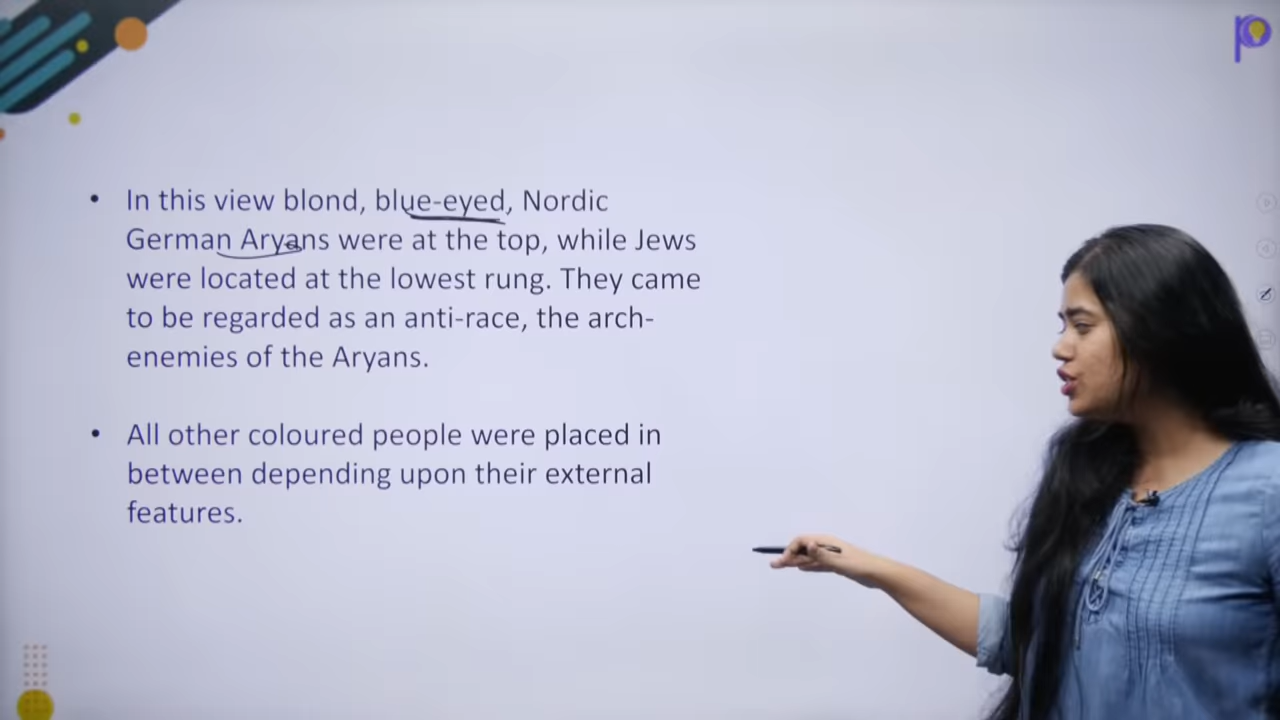 • In this view blond, blue-eyed, Nordic
German Aryans were at the top, while Jews
were located at the lowest rung. They came
to be regarded as an anti-race, the arch-
enemies of the Aryans.
• All other coloured people were placed in
between depending upon their external
features.